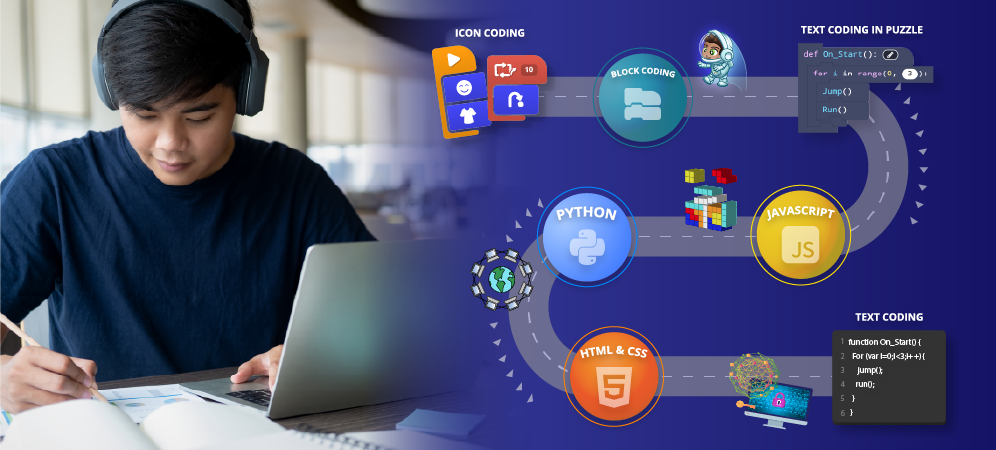 ICON CODING
10
BLOCK CODING
TEXT CODING IN PUZZLE
def On_Start():
for i in range(0, 3):
Jump()
Run()
JAVASCRIPT
JS
PYTHON
HTML & CSS
5
TEXT CODING
1 function On_Start() {
2 For (var i=0;i<3;i++){
3 Jump();
4 run();
5 }
6 }